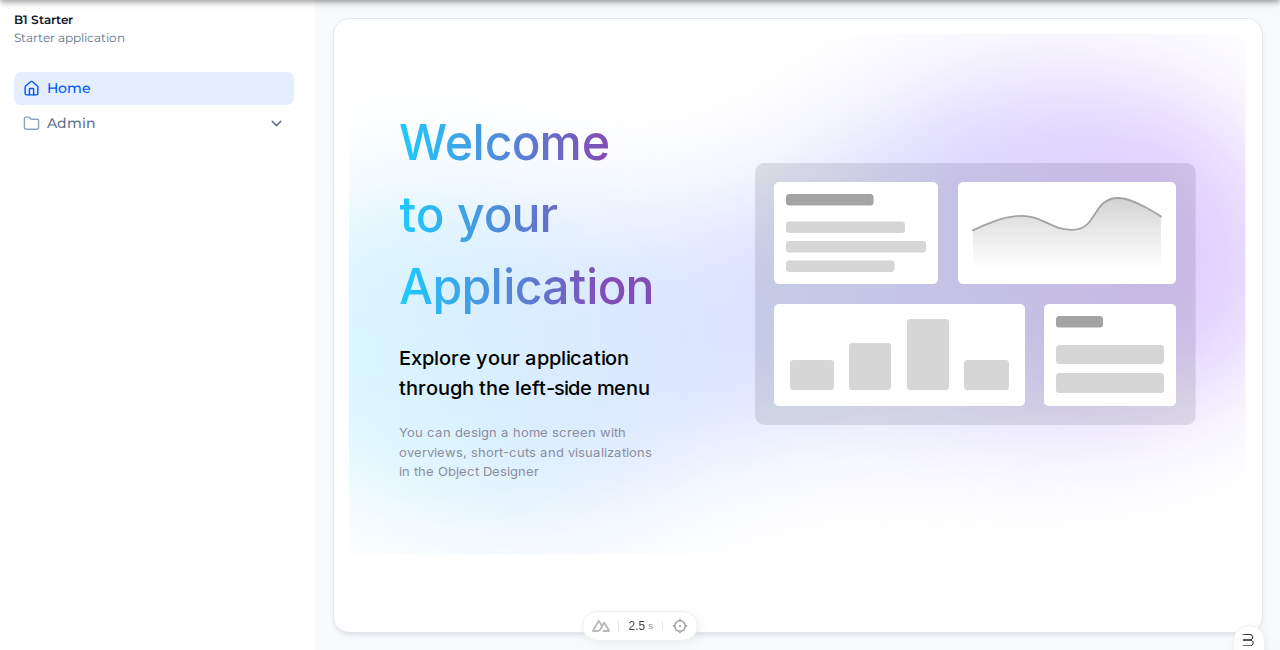 B1 Starter
Starter application
Home
Admin
Welcome
to your
Application
Explore your application
through the left-side menu
You can design a home screen with
overviews, short-cuts and visualizations
in the Object Designer
2.5 s